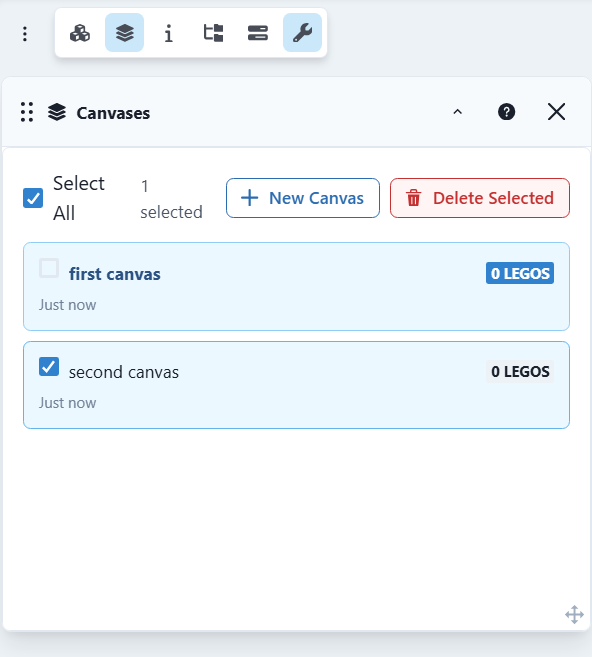 Canvases
Select All
1 selected
New Canvas
Delete Selected
first canvas
0 LEGOS
Just now
second canvas
0 LEGOS
Just now